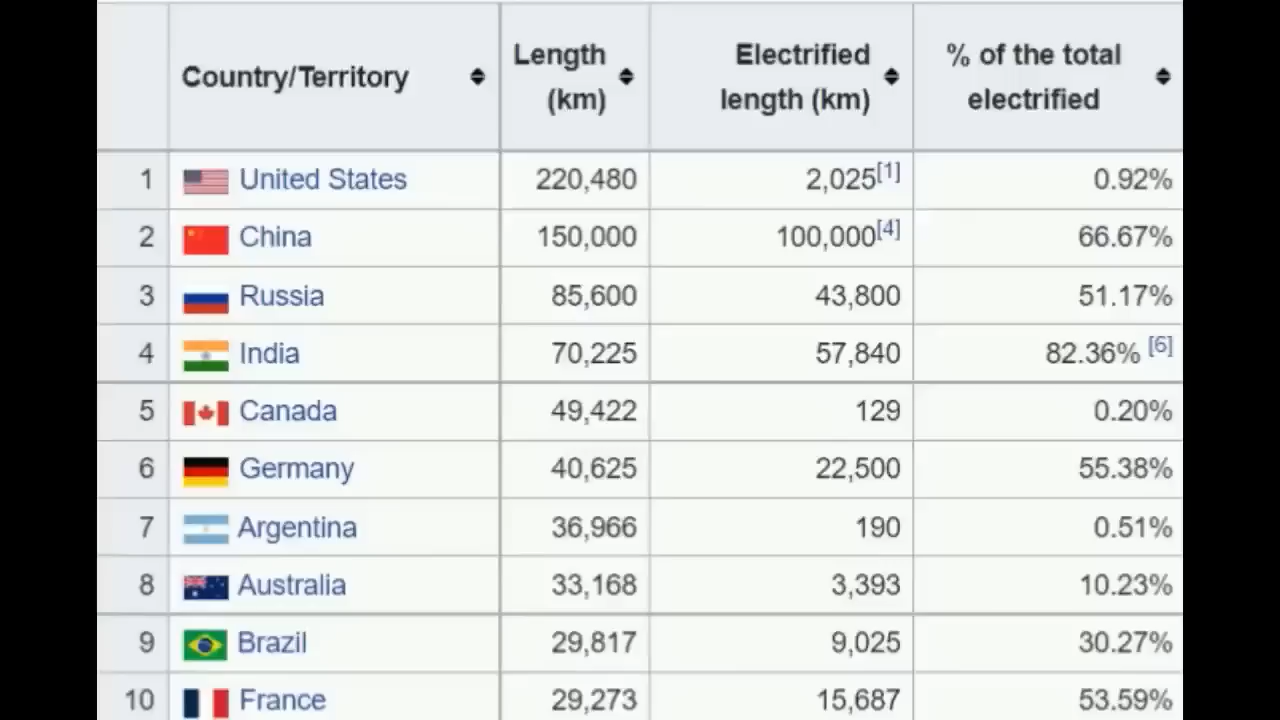 Country/Territory Length (km) Electrified length (km) % of the total electrified
1 United States 220,480 2,025[1] 0.92%
2 China 150,000 100,000[4] 66.67%
3 Russia 85,600 43,800 51.17%
4 India 70,225 57,840 82.36% [6]
5 Canada 49,422 129 0.20%
6 Germany 40,625 22,500 55.38%
7 Argentina 36,966 190 0.51%
8 Australia 33,168 3,393 10.23%
9 Brazil 29,817 9,025 30.27%
10 France 29,273 15,687 53.59%